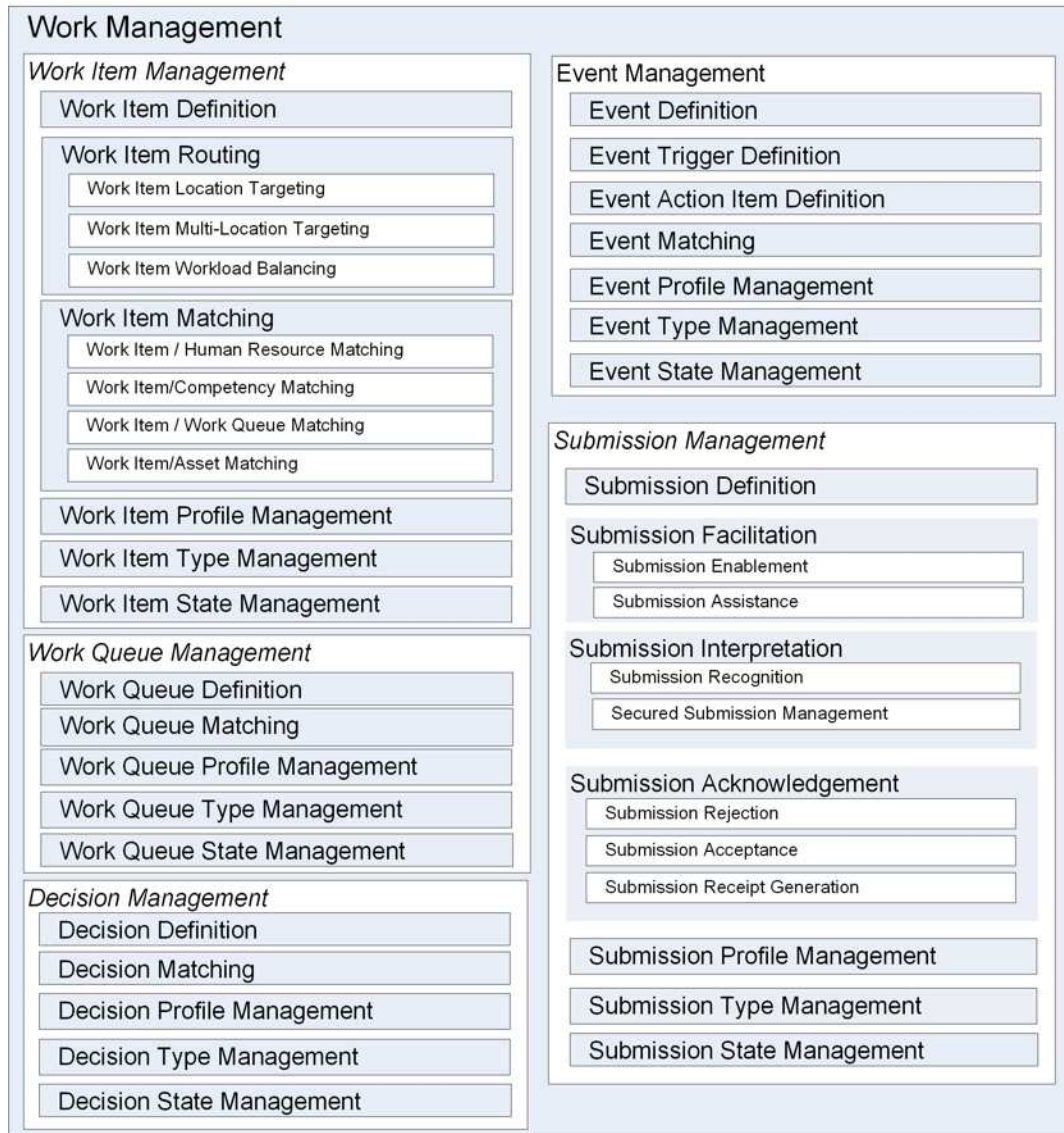 Work Management
Work Item Management
Work Item Definition
Work Item Routing
Work Item Location Targeting
Work Item Multi-Location Targeting
Work Item Workload Balancing
Work Item Matching
Work Item / Human Resource Matching
Work Item/Competency Matching
Work Item / Work Queue Matching
Work Item/Asset Matching
Work Item Profile Management
Work Item Type Management
Work Item State Management
Work Queue Management
Work Queue Definition
Work Queue Matching
Work Queue Profile Management
Work Queue Type Management
Work Queue State Management
Decision Management
Decision Definition
Decision Matching
Decision Profile Management
Decision Type Management
Decision State Management
Event Management
Event Definition
Event Trigger Definition
Event Action Item Definition
Event Matching
Event Profile Management
Event Type Management
Event State Management
Submission Management
Submission Definition
Submission Facilitation
Submission Enablement
Submission Assistance
Submission Interpretation
Submission Recognition
Secured Submission Management
Submission Acknowledgement
Submission Rejection
Submission Acceptance
Submission Receipt Generation
Submission Profile Management
Submission Type Management
Submission State Management